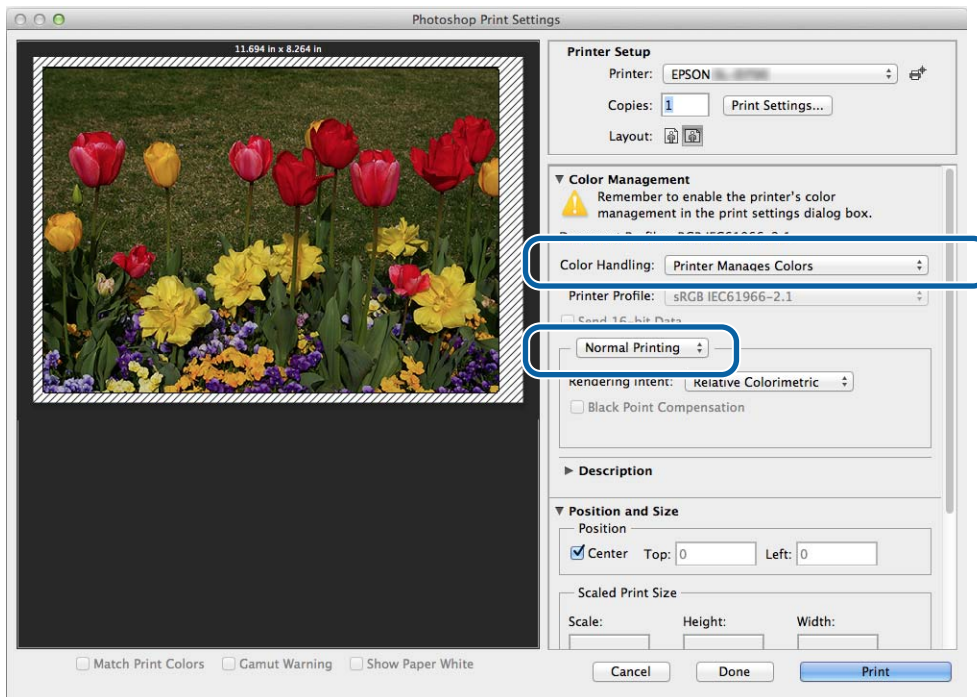 Photoshop Print Settings
11.694 in x 8.264 in
Printer Setup
Printer: EPSON
Copies: 1 Print Settings...
Layout:
Color Management
Remember to enable the printer's color
management in the print settings dialog box.
Color Handling: Printer Manages Colors
Printer Profile: sRGB IEC61966-2.1
Send 16-bit Data
Normal Printing
Rendering Intent: Relative Colorimetric
Black Point Compensation
Description
Position and Size
Position
Center Top: 0 Left: 0
Scaled Print Size
Scale: Height: Width:
Match Print Colors Gamut Warning Show Paper White
Cancel Done Print